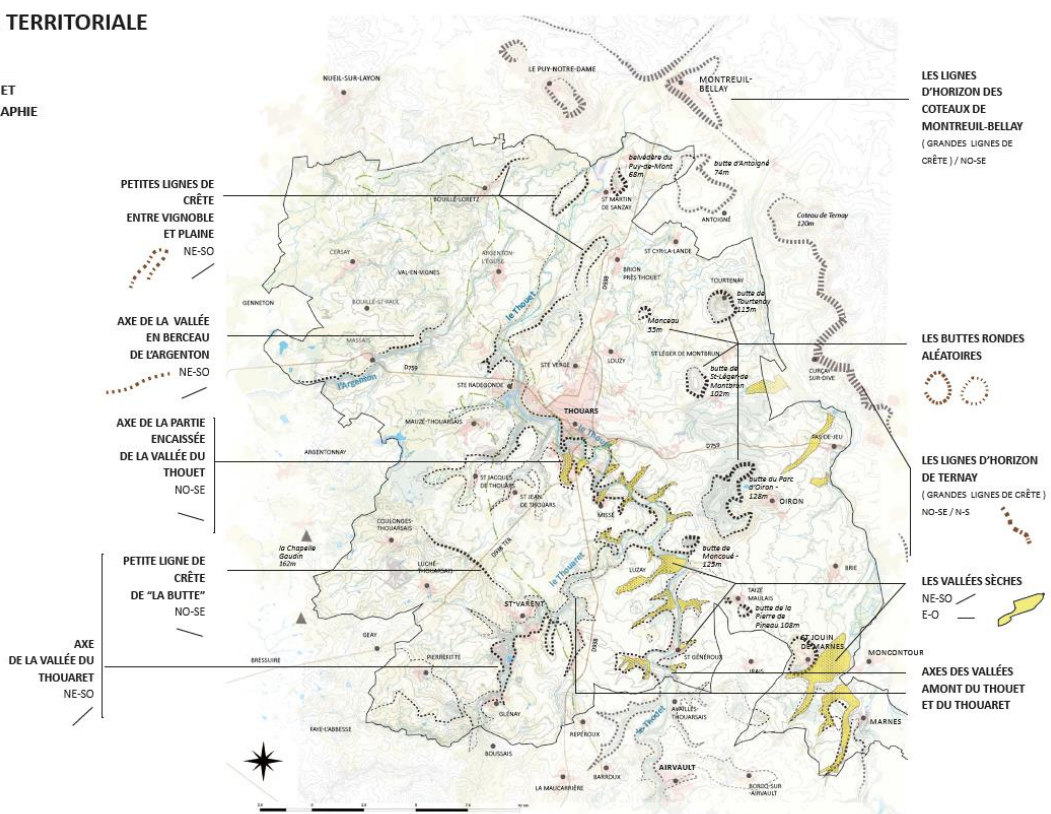 TERRITORIALE
ET
APHIE
PETITES LIGNES DE
CRÊTE
ENTRE VIGNOBLE
ET PLAINE
NE-SO
AXE DE LA VALLÉE
EN BERCEAU
DE L'ARGENTON
NE-SO
AXE DE LA PARTIE
ENCAISSÉE
DE LA VALLÉE DU
THOUET
NO-SE
PETITE LIGNE DE
CRÊTE
DE "LA BUTTE"
NO-SE
AXE
DE LA VALLÉE DU
THOUARET
NE-SO
NUEIL-SUR-LAYON
LE PUY-NOTRE-DAME
MONTREUIL-
BELLAY
belvédère du
Puy-de-Mont
68m
butte d'Antoigné
74m
BOUILLÉ-LORETZ
ST MARTIN
DE SANZAY
ANTOIGNÉ
Coteau de Ternay
120m
CERSAY
ARGENTON-
L'ÉGLISE
VAL-EN-VIGNES
ST CYR-LA-LANDE
BRION
PRÈS THOUET
D938
TOURTENAY
butte de
Tourtenay
115m
GENNETON
BOUILLÉ-ST-PAUL
le Thouet
Monceau
55m
MASSAIS
l'Argenton
D759
STE VERGE
LOUZY
ST LÉGER DE MONTBRUN
butte de
St-Léger-de
Montbrun
102m
CURÇAY-
SUR-DIVE
STE RADEGONDE
THOUARS
le Thouet
MAUZÉ-THOUARSAIS
D759
PAS-DE-JEU
ARGENTONNAY
ST JACQUES
DE THOUARS
ST JEAN
DE THOUARS
butte du Parc
d'Oiron -
128m
OIRON
MISSÉ
COULONGES-
THOUARSAIS
la Chapelle
Gaudin
162m
D938 TER
LUCHÉ-
THOUARSAIS
le Thouaret
LUZAY
butte de
Moncoué -
125m
BRIE
TAIZÉ
MAULAIS
butte de la
Pierre de
Pineau 108m
ST VARENT
GEAY
D938
ST JOUIN
DE MARNES
MONCONTOUR
BRESSUIRE
PIERREFITTE
ST GÉNÉROUX
IRAIS
GLÉNAY
AVAILLES-
THOUARSAIS
le Thouet
MARNES
FAYE-L'ABBESSE
REPÉROUX
BOUSSAIS
BARROUX
AIRVAULT
LA MAUCARRIÈRE
BORCQ-SUR
-AIRVAULT
LES LIGNES
D'HORIZON DES
COTEAUX DE
MONTREUIL-BELLAY
( GRANDES LIGNES DE
CRÊTE ) / NO-SE
LES BUTTES RONDES
ALÉATOIRES
LES LIGNES D'HORIZON
DE TERNAY
( GRANDES LIGNES DE CRÊTE )
NO-SE / N-S
LES VALLÉES SÈCHES
NE-SO
E-O
AXES DES VALLÉES
AMONT DU THOUET
ET DU THOUARET